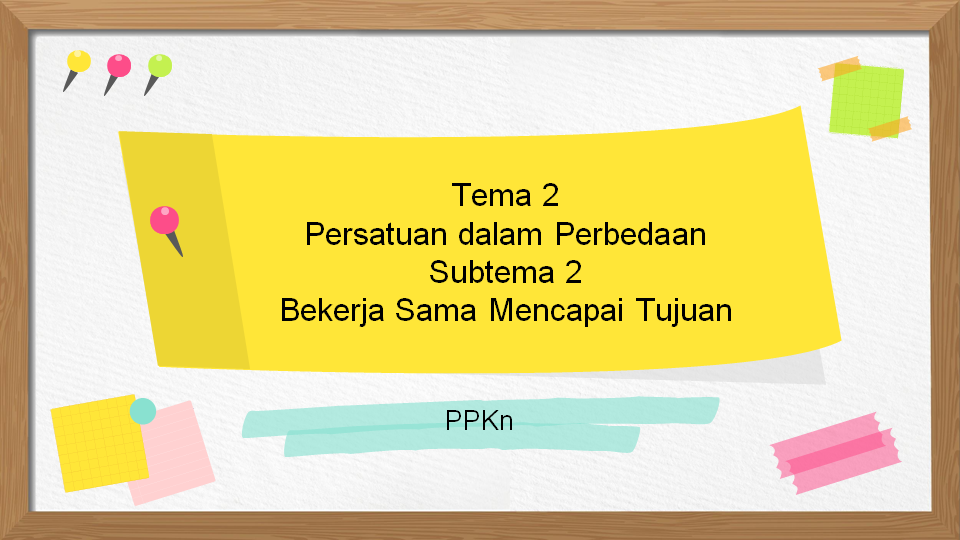 Tema 2
Persatuan dalam Perbedaan
Subtema 2
Bekerja Sama Mencapai Tujuan
PPKn